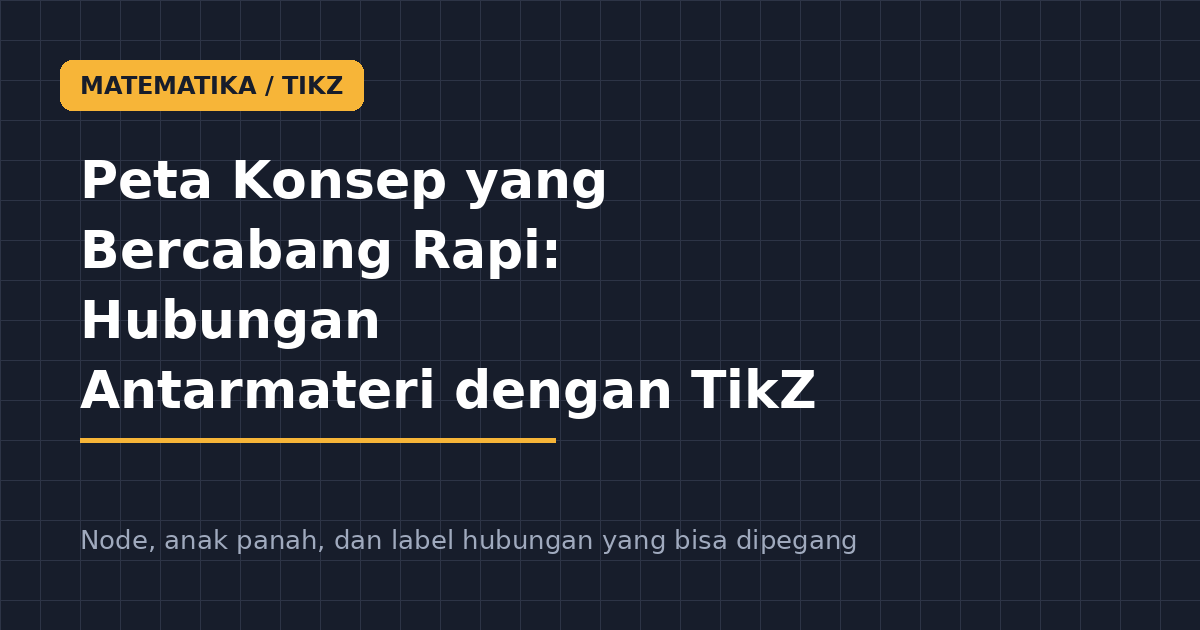 MATEMATIKA / TIKZ
Peta Konsep yang
Bercabang Rapi:
Hubungan
Antarmateri dengan TikZ
Node, anak panah, dan label hubungan yang bisa dipegang